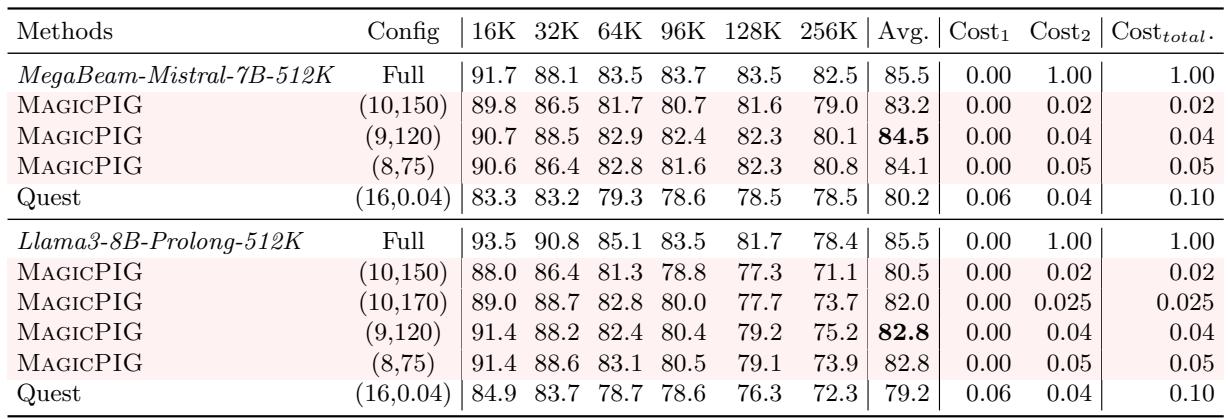 Methods Config 16K 32K 64K 96K 128K 256K Avg. Cost₁ Cost₂ Cost_total.
MegaBeam-Mistral-7B-512K Full 91.7 88.1 83.5 83.7 83.5 82.5 85.5 0.00 1.00 1.00
MAGICPIG (10,150) 89.8 86.5 81.7 80.7 81.6 79.0 83.2 0.00 0.02 0.02
MAGICPIG (9,120) 90.7 88.5 82.9 82.4 82.3 80.1 84.5 0.00 0.04 0.04
MAGICPIG (8,75) 90.6 86.4 82.8 81.6 82.3 80.8 84.1 0.00 0.05 0.05
Quest (16,0.04) 83.3 83.2 79.3 78.6 78.5 78.5 80.2 0.06 0.04 0.10
Llama3-8B-Prolong-512K Full 93.5 90.8 85.1 83.5 81.7 78.4 85.5 0.00 1.00 1.00
MAGICPIG (10,150) 88.0 86.4 81.3 78.8 77.3 71.1 80.5 0.00 0.02 0.02
MAGICPIG (10,170) 89.0 88.7 82.8 80.0 77.7 73.7 82.0 0.00 0.025 0.025
MAGICPIG (9,120) 91.4 88.2 82.4 80.4 79.2 75.2 82.8 0.00 0.04 0.04
MAGICPIG (8,75) 91.4 88.6 83.1 80.5 79.1 73.9 82.8 0.00 0.05 0.05
Quest (16,0.04) 84.9 83.7 78.7 78.6 76.3 72.3 79.2 0.06 0.04 0.10